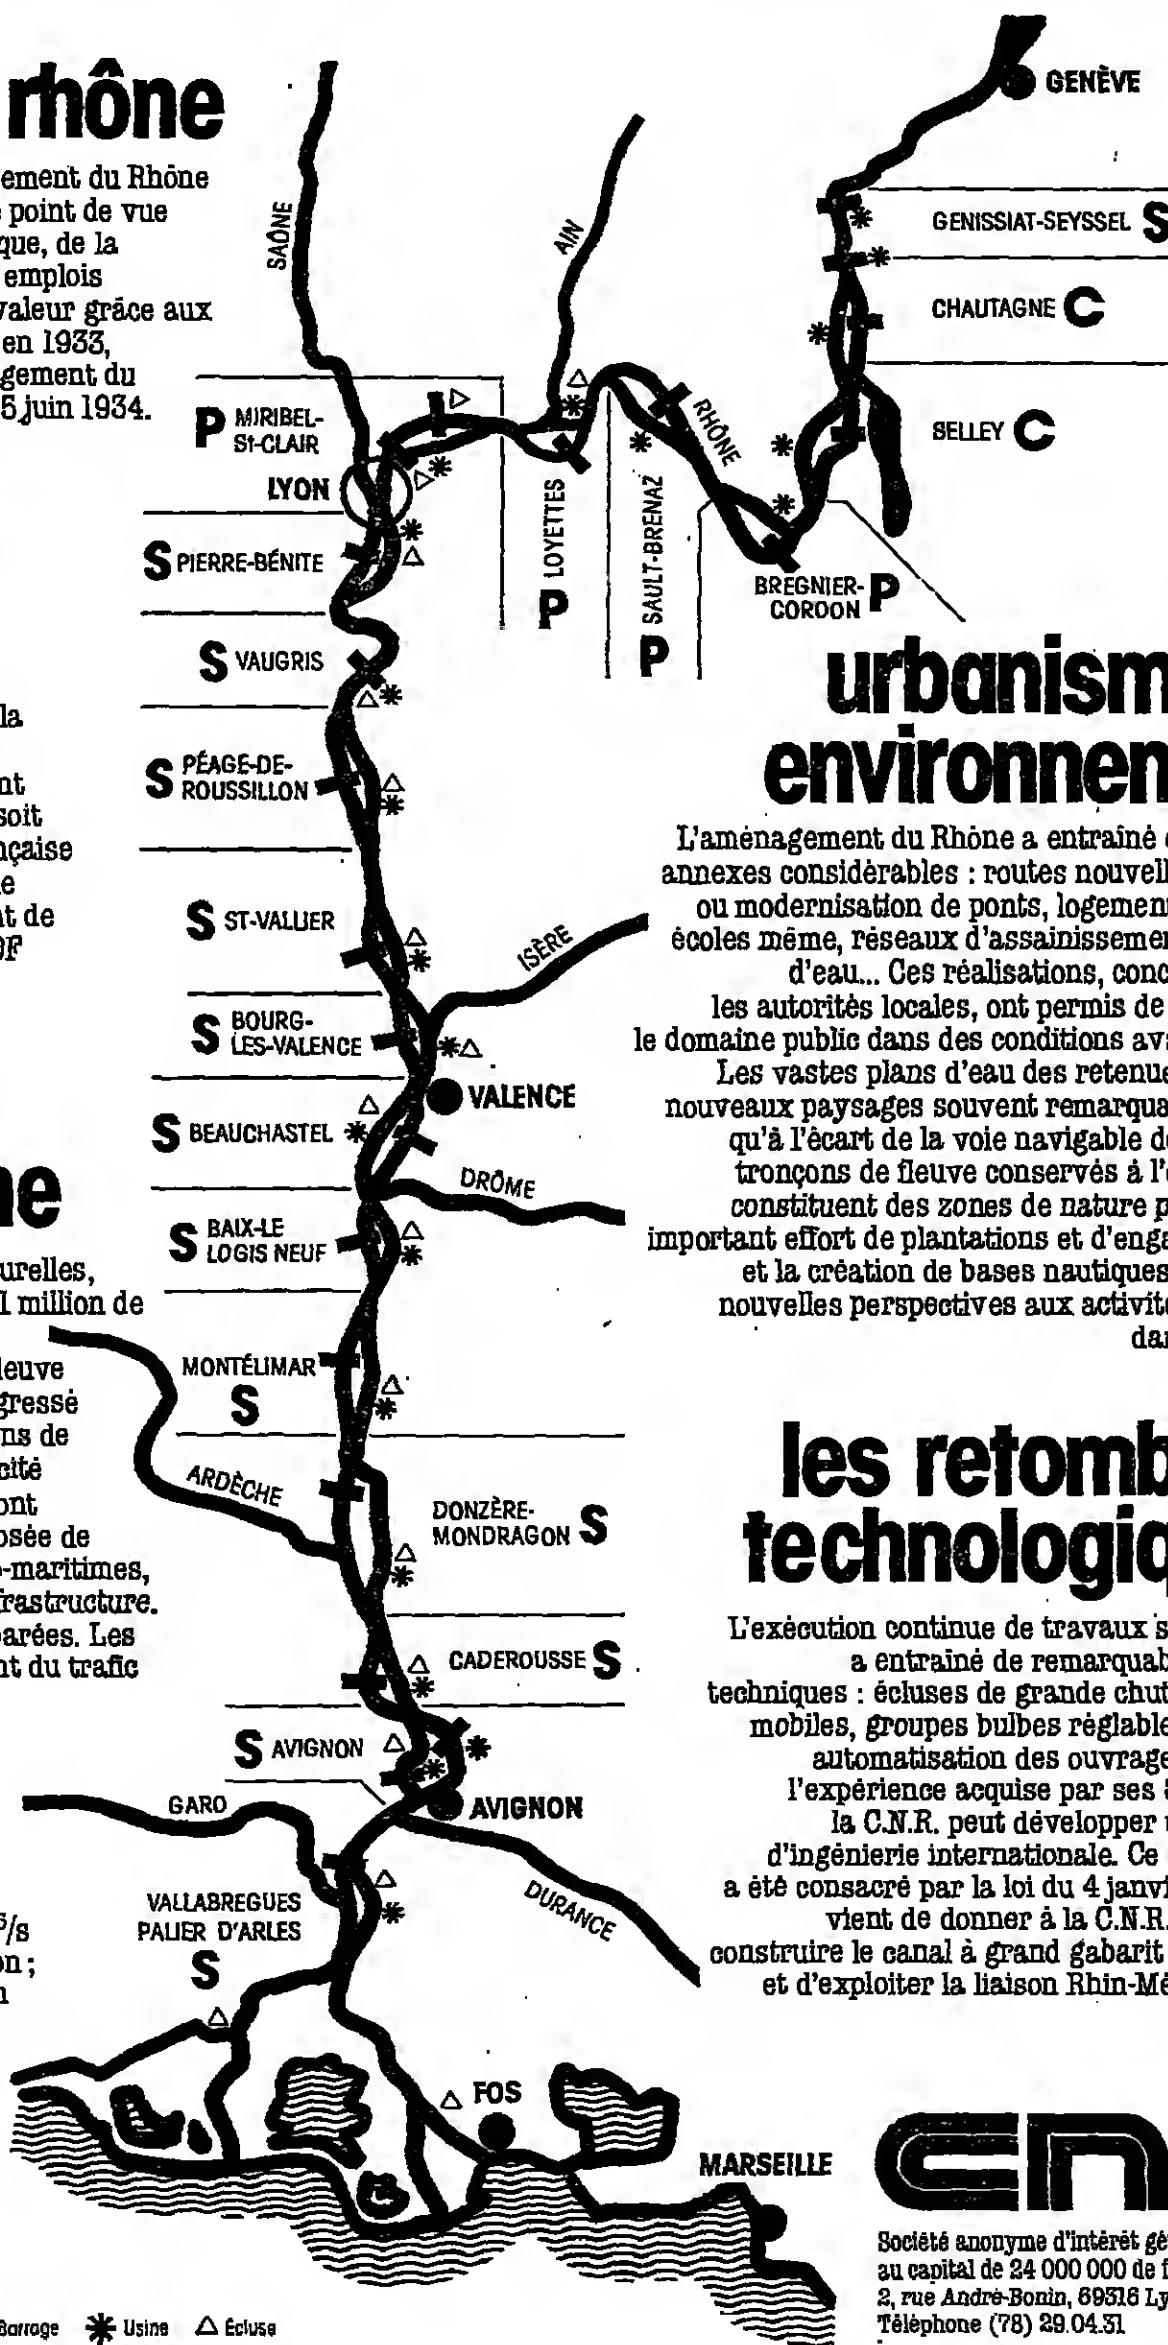 rhône
ement du Rhône
point de vue
que, de la
emplois
valeur grâce aux
en 1933,
gement du
5 juin 1934.
la
nt
soit
nçaise
e
nt de
DF
ne
urelles,
1 million de
leuve
gressé
ns de
cité
ont
osée de
-maritimes,
frastructure.
parées. Les
nt du trafic
/s
on ;
n
GENÈVE
SAÔNE
AIN
GENISSIAT-SEYSSEL S
CHAUTAGNE C
BELLEY C
P MIRIBEL-
St-CLAIR
RHÔNE
LYON
P LOYETTES
P SAULT-BRENAZ
BREGNIER-
CORDON P
S PIERRE-BÉNITE
S VAUGRIS
S PÉAGE-DE-
ROUSSILLON
S ST-VALLIER
ISÈRE
S BOURG-
LES-VALENCE
VALENCE
S BEAUCHASTEL
DRÔME
S BAIX-LE
LOGIS NEUF
MONTÉLIMAR
S
ARDÈCHE
DONZÈRE-
MONDRAGON S
CADEROUSSE S
S AVIGNON
GARD
AVIGNON
DURANCE
VALLABREGUES
PALIER D'ARLES
S
FOS
MARSEILLE
Barrage Usine Écluse
urbanism
environnem
L'aménagement du Rhône a entraîné
annexes considérables : routes nouvell
ou modernisation de ponts, logemen
écoles même, réseaux d'assainissemen
d'eau... Ces réalisations, conc
les autorités locales, ont permis de
le domaine public dans des conditions av
Les vastes plans d'eau des retenue
nouveaux paysages souvent remarqua
qu'à l'écart de la voie navigable d
tronçons de fleuve conservés à l'
constituent des zones de nature p
important effort de plantations et d'enga
et la création de bases nautiques
nouvelles perspectives aux activité
dan
les retomb
technologiq
L'exécution continue de travaux s
a entraîné de remarquab
techniques : écluses de grande chut
mobiles, groupes bulbes réglable
automatisation des ouvrage
l'expérience acquise par ses
la C.N.R. peut développer
d'ingénierie internationale. Ce
a été consacré par la loi du 4 janvi
vient de donner à la C.N.R.
construire le canal à grand gabarit
et d'exploiter la liaison Rhin-Mé
cn
Société anonyme d'intérêt gé
au capital de 24 000 000 de f
2, rue André-Bonin, 69316 Ly
Téléphone (78) 29.04.31